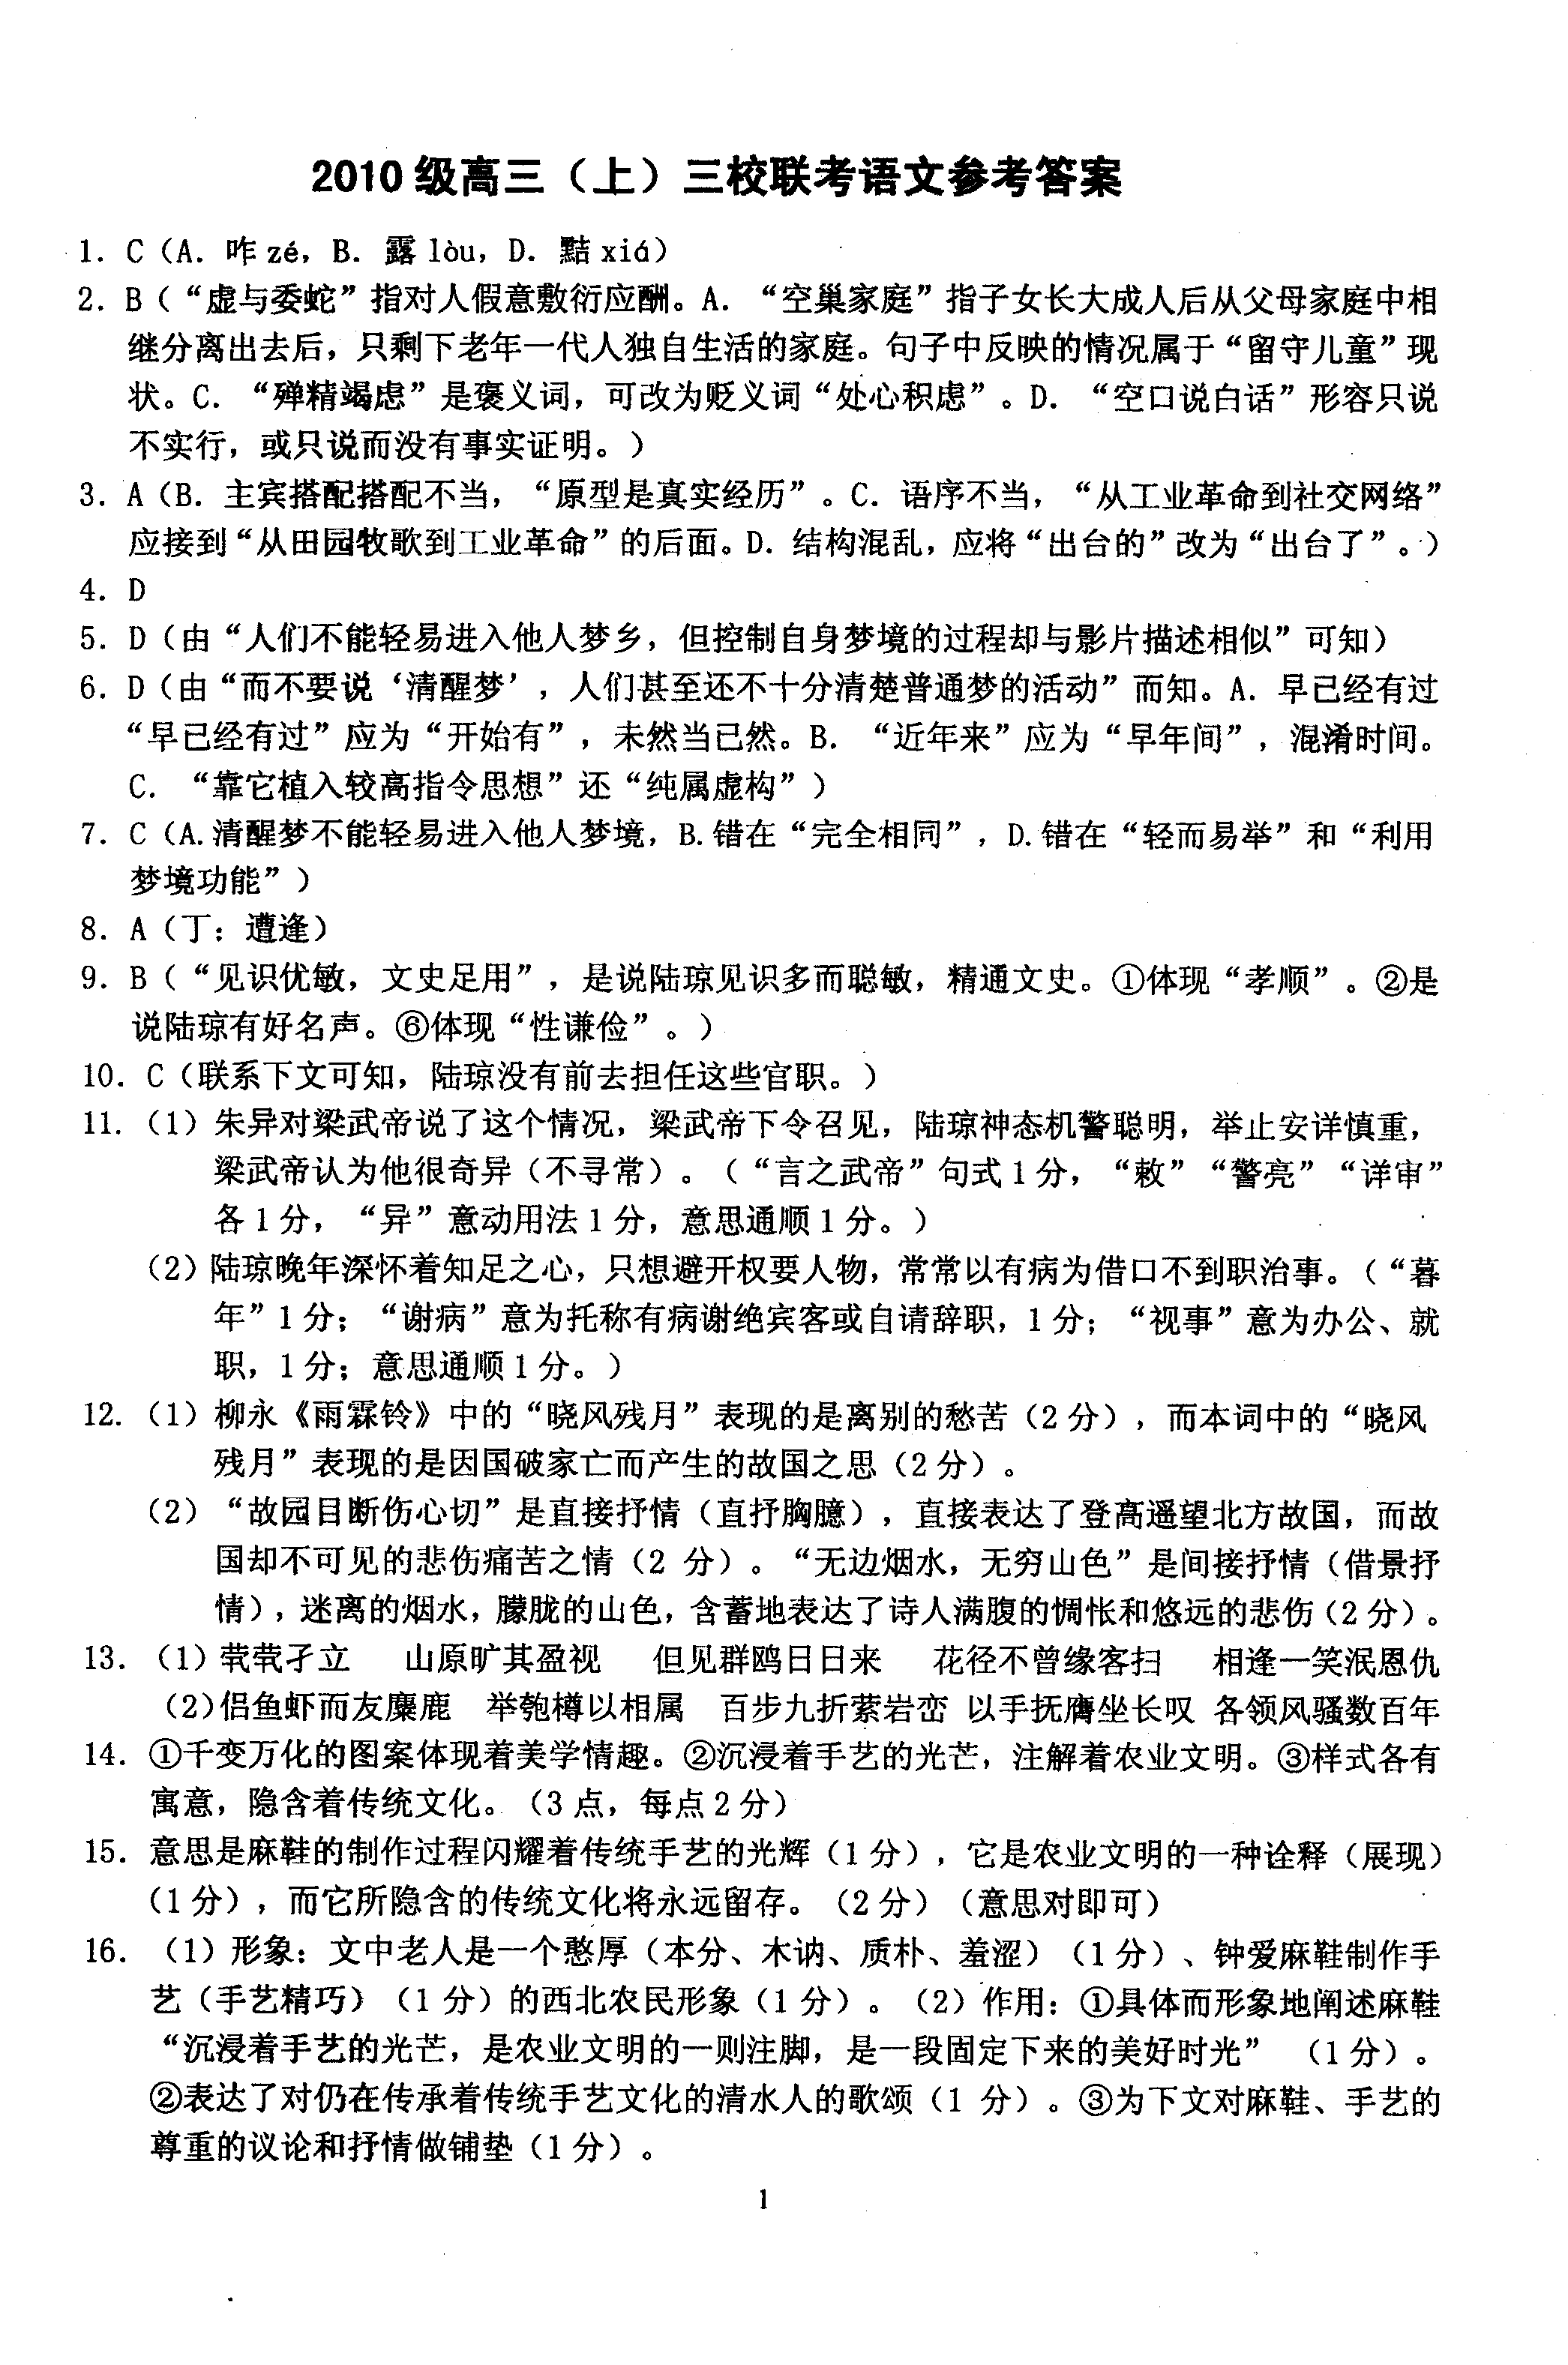 2010级高三（上）三校联考语文参考答案
1. C（A. 咋 zé，B. 露 lòu，D. 黠 xiá）
2. B（“虚与委蛇”指对人假意敷衍应酬。A. “空巢家庭”指子女长大成人后从父母家庭中相
继分离出去后，只剩下老年一代人独自生活的家庭。句子中反映的情况属于“留守儿童”现
状。C. “殚精竭虑”是褒义词，可改为贬义词“处心积虑”。D. “空口说白话”形容只说
不实行，或只说而没有事实证明。）
3. A（B. 主宾搭配搭配不当，“原型是真实经历”。C. 语序不当，“从工业革命到社交网络”
应接到“从田园牧歌到工业革命”的后面。D. 结构混乱，应将“出台的”改为“出台了”。）
4. D
5. D（由“人们不能轻易进入他人梦乡，但控制自身梦境的过程却与影片描述相似”可知）
6. D（由“而不要说‘清醒梦’，人们甚至还不十分清楚普通梦的活动”而知。A. 早已经有过
“早已经有过”应为“开始有”，未然当已然。B. “近年来”应为“早年间”，混淆时间。
C. “靠它植入较高指令思想”还“纯属虚构”）
7. C（A.清醒梦不能轻易进入他人梦境，B.错在“完全相同”，D.错在“轻而易举”和“利用
梦境功能”）
8. A（丁：遭逢）
9. B（“见识优敏，文史足用”，是说陆琼见识多而聪敏，精通文史。①体现“孝顺”。②是
说陆琼有好名声。⑥体现“性谦俭”。）
10. C（联系下文可知，陆琼没有前去担任这些官职。）
11.（1）朱异对梁武帝说了这个情况，梁武帝下令召见，陆琼神态机警聪明，举止安详慎重，
梁武帝认为他很奇异（不寻常）。（“言之武帝”句式1分，“敕”“警亮”“详审”
各1分，“异”意动用法1分，意思通顺1分。）
（2）陆琼晚年深怀着知足之心，只想避开权要人物，常常以有病为借口不到职治事。（“暮
年”1分；“谢病”意为托称有病谢绝宾客或自请辞职，1分；“视事”意为办公、就
职，1分；意思通顺1分。）
12.（1）柳永《雨霖铃》中的“晓风残月”表现的是离别的愁苦（2分），而本词中的“晓风
残月”表现的是因国破家亡而产生的故国之思（2分）。
（2）“故园目断伤心切”是直接抒情（直抒胸臆），直接表达了登高遥望北方故国，而故
国却不可见的悲伤痛苦之情（2 分）。“无边烟水，无穷山色”是间接抒情（借景抒
情），迷离的烟水，朦胧的山色，含蓄地表达了诗人满腹的惆怅和悠远的悲伤（2分）。
13.（1）茕茕孑立 山原旷其盈视 但见群鸥日日来 花径不曾缘客扫 相逢一笑泯恩仇
（2）侣鱼虾而友麋鹿 举匏樽以相属 百步九折萦岩峦 以手抚膺坐长叹 各领风骚数百年
14. ①千变万化的图案体现着美学情趣。②沉浸着手艺的光芒，注解着农业文明。③样式各有
寓意，隐含着传统文化。（3点，每点2分）
15. 意思是麻鞋的制作过程闪耀着传统手艺的光辉（1分），它是农业文明的一种诠释（展现）
（1分），而它所隐含的传统文化将永远留存。（2分）（意思对即可）
16. （1）形象：文中老人是一个憨厚（本分、木讷、质朴、羞涩）（1分）、钟爱麻鞋制作手
艺（手艺精巧）（1分）的西北农民形象（1分）。（2）作用：①具体而形象地阐述麻鞋
“沉浸着手艺的光芒，是农业文明的一则注脚，是一段固定下来的美好时光” （1分）。
②表达了对仍在传承着传统手艺文化的清水人的歌颂（1 分）。③为下文对麻鞋、手艺的
尊重的议论和抒情做铺垫（1分）。
1